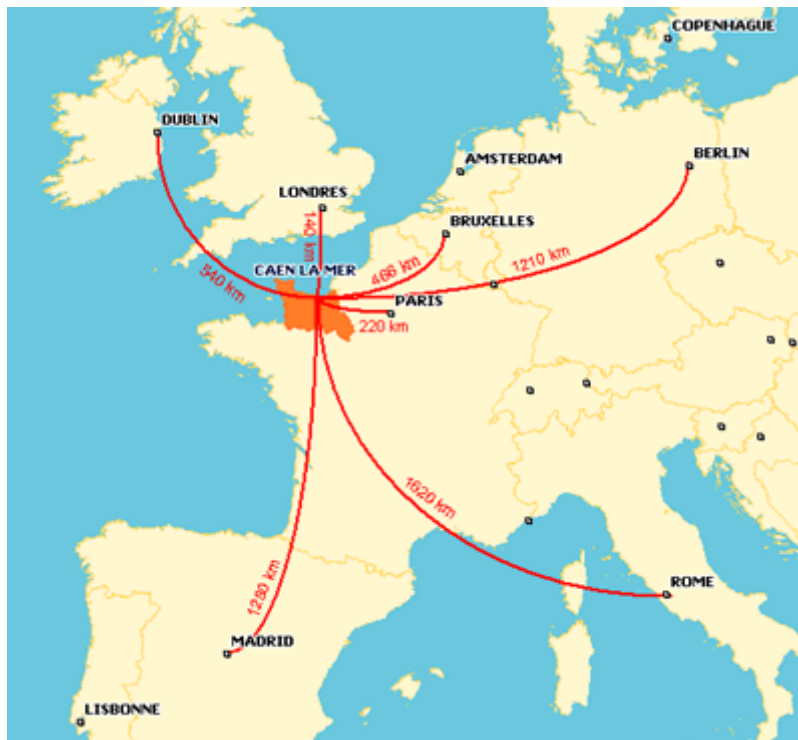 COPENHAGUE
DUBLIN
AMSTERDAM
BERLIN
LONDRES
140 km
BRUXELLES
CAEN LA MER
540 km
466 km
1210 km
PARIS
220 km
1620 km
1280 km
ROME
MADRID
LISBONNE